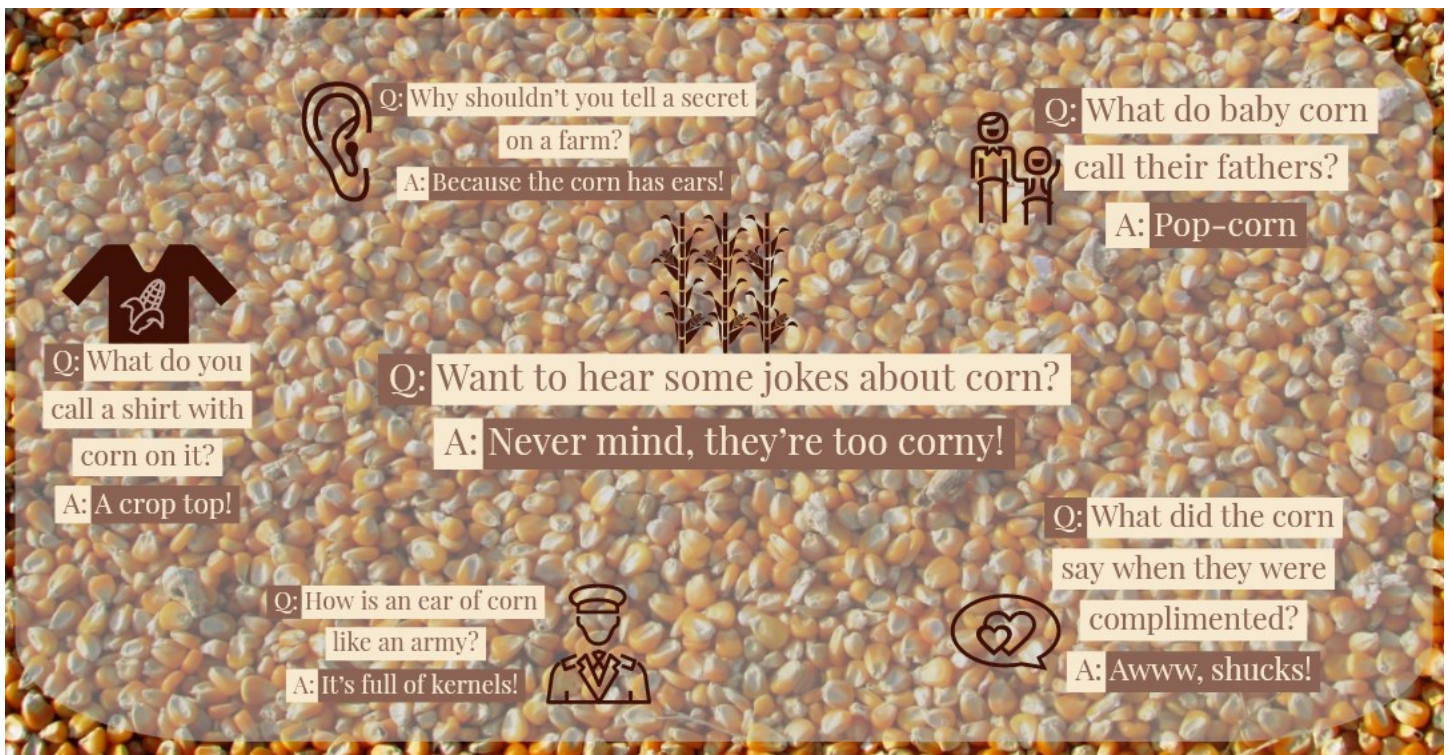 Q: Why shouldn’t you tell a secret
on a farm?
A: Because the corn has ears!
Q: What do baby corn
call their fathers?
A: Pop-corn
Q: What do you
call a shirt with
corn on it?
A: A crop top!
Q: Want to hear some jokes about corn?
A: Never mind, they’re too corny!
Q: How is an ear of corn
like an army?
A: It’s full of kernels!
Q: What did the corn
say when they were
complimented?
A: Awww, shucks!